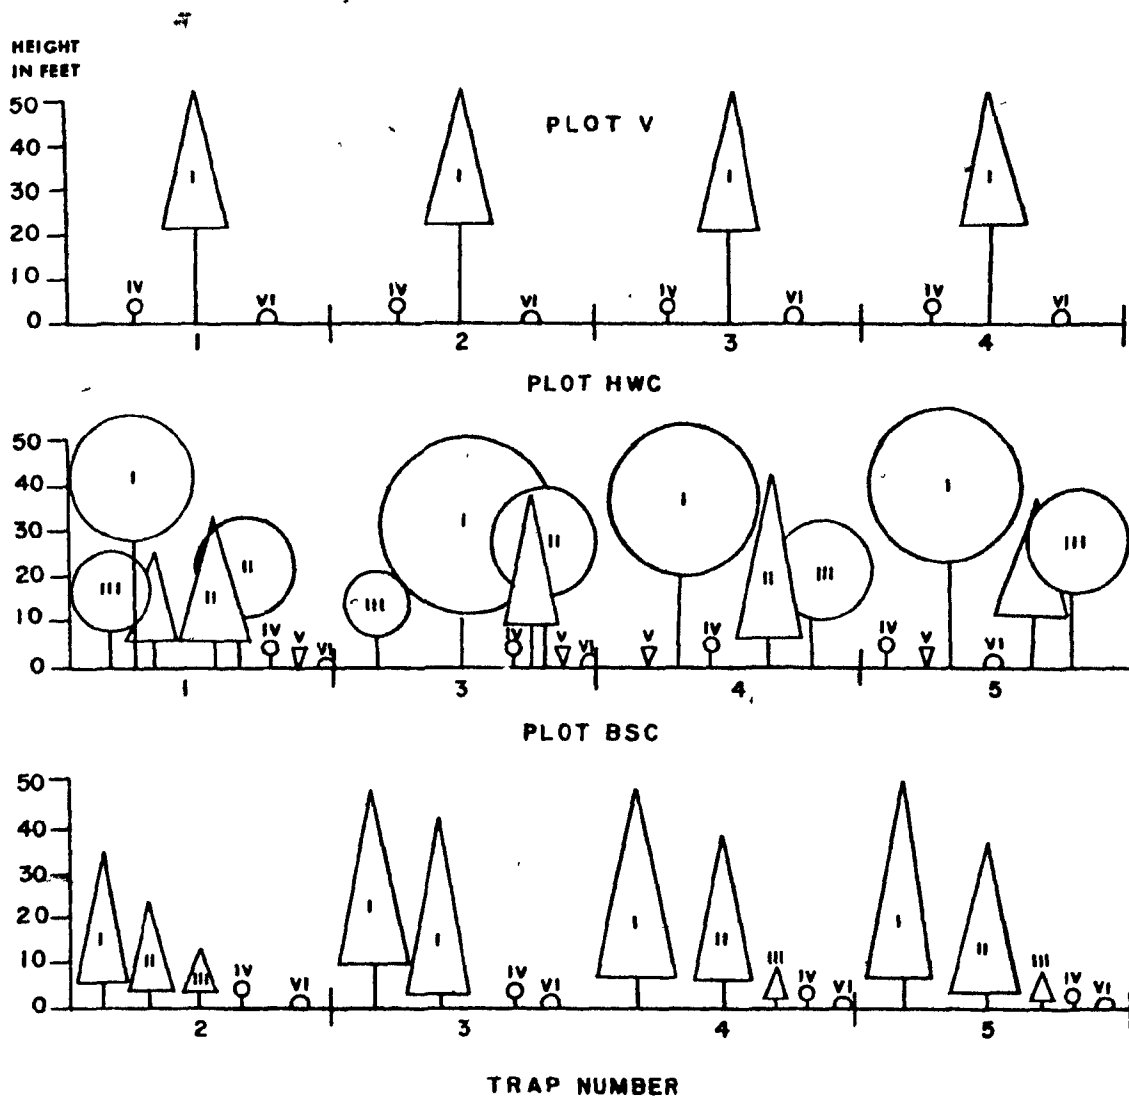 HEIGHT
IN FEET
PLOT V
50
40
30
20
10
0
I I I I
IV VI IV VI IV VI IV VI
1 2 3 4
PLOT HWC
50
40
30
20
10
0
I I I I
III II II III II II III III
IV V VI IV V VI V IV IV V VI
1 3 4 5
PLOT BSC
50
40
30
20
10
0
I II III IV VI I I IV VI I II III IV VI I II III IV VI
2 3 4 5
TRAP NUMBER